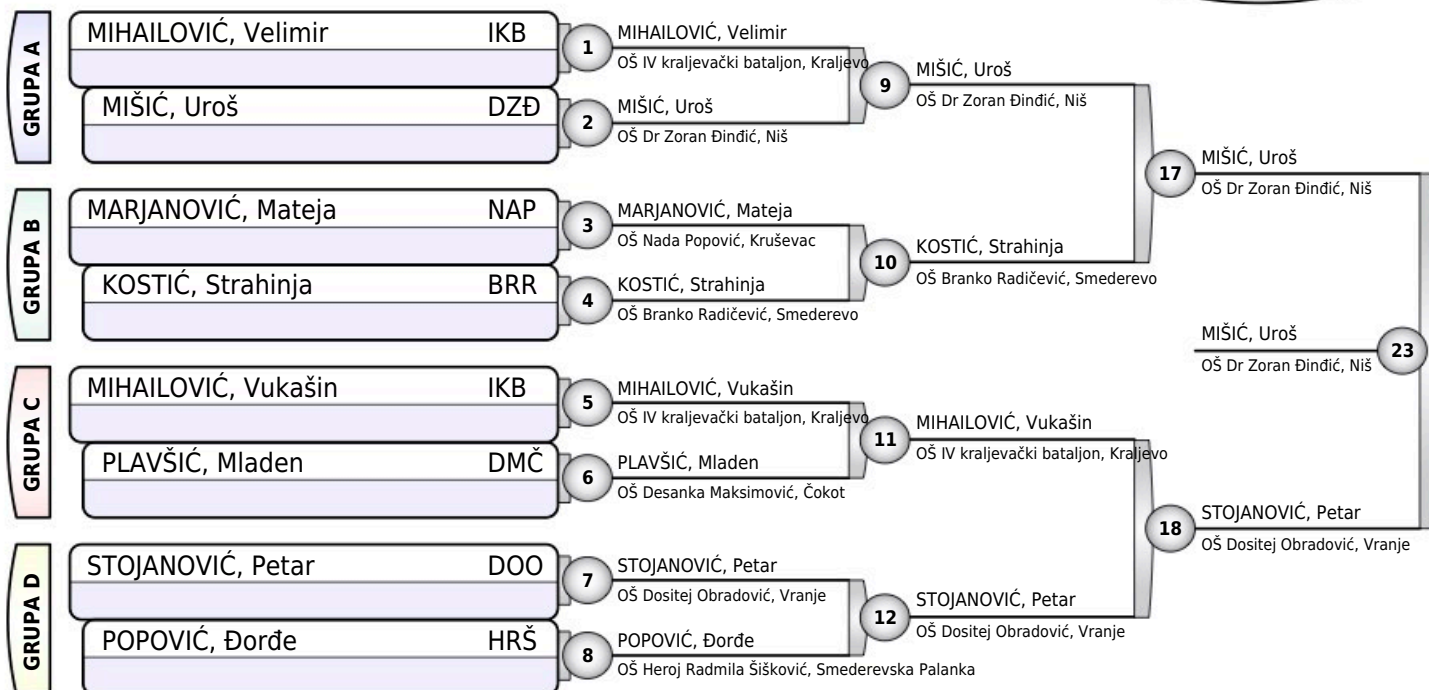 GRUPA A
MIHAILOVIĆ, Velimir IKB
MIŠIĆ, Uroš DZĐ
GRUPA B
MARJANOVIĆ, Mateja NAP
KOSTIĆ, Strahinja BRR
GRUPA C
MIHAILOVIĆ, Vukašin IKB
PLAVŠIĆ, Mladen DMČ
GRUPA D
STOJANOVIĆ, Petar DOO
POPOVIĆ, Đorđe HRŠ
1
MIHAILOVIĆ, Velimir
OŠ IV kraljevački bataljon, Kraljevo
2
MIŠIĆ, Uroš
OŠ Dr Zoran Đinđić, Niš
3
MARJANOVIĆ, Mateja
OŠ Nada Popović, Kruševac
4
KOSTIĆ, Strahinja
OŠ Branko Radičević, Smederevo
5
MIHAILOVIĆ, Vukašin
OŠ IV kraljevački bataljon, Kraljevo
6
PLAVŠIĆ, Mladen
OŠ Desanka Maksimović, Čokot
7
STOJANOVIĆ, Petar
OŠ Dositej Obradović, Vranje
8
POPOVIĆ, Đorđe
OŠ Heroj Radmila Šišković, Smederevska Palanka
9
MIŠIĆ, Uroš
OŠ Dr Zoran Đinđić, Niš
10
KOSTIĆ, Strahinja
OŠ Branko Radičević, Smederevo
11
MIHAILOVIĆ, Vukašin
OŠ IV kraljevački bataljon, Kraljevo
12
STOJANOVIĆ, Petar
OŠ Dositej Obradović, Vranje
17
MIŠIĆ, Uroš
OŠ Dr Zoran Đinđić, Niš
18
STOJANOVIĆ, Petar
OŠ Dositej Obradović, Vranje
MIŠIĆ, Uroš
OŠ Dr Zoran Đinđić, Niš
23